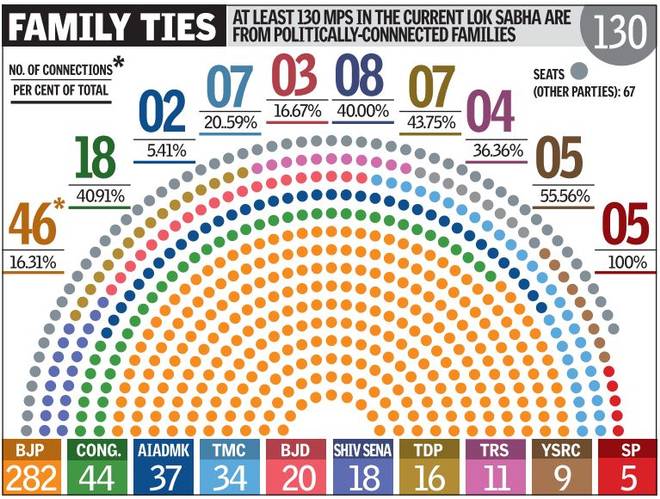 FAMILY TIES
AT LEAST 130 MPS IN THE CURRENT LOK SABHA ARE
FROM POLITICALLY-CONNNECTED FAMILIES
130
NO. OF CONNECTIONS*
PER CENT OF TOTAL
SEATS
(OTHER PARTIES): 67
46*
16.31%
18
40.91%
02
5.41%
07
20.59%
03
16.67%
08
40.00%
07
43.75%
04
36.36%
05
55.56%
05
100%
BJP
282
CONG.
44
AIADMK
37
TMC
34
BJD
20
SHIV SENA
18
TDP
16
TRS
11
YSRC
9
SP
5